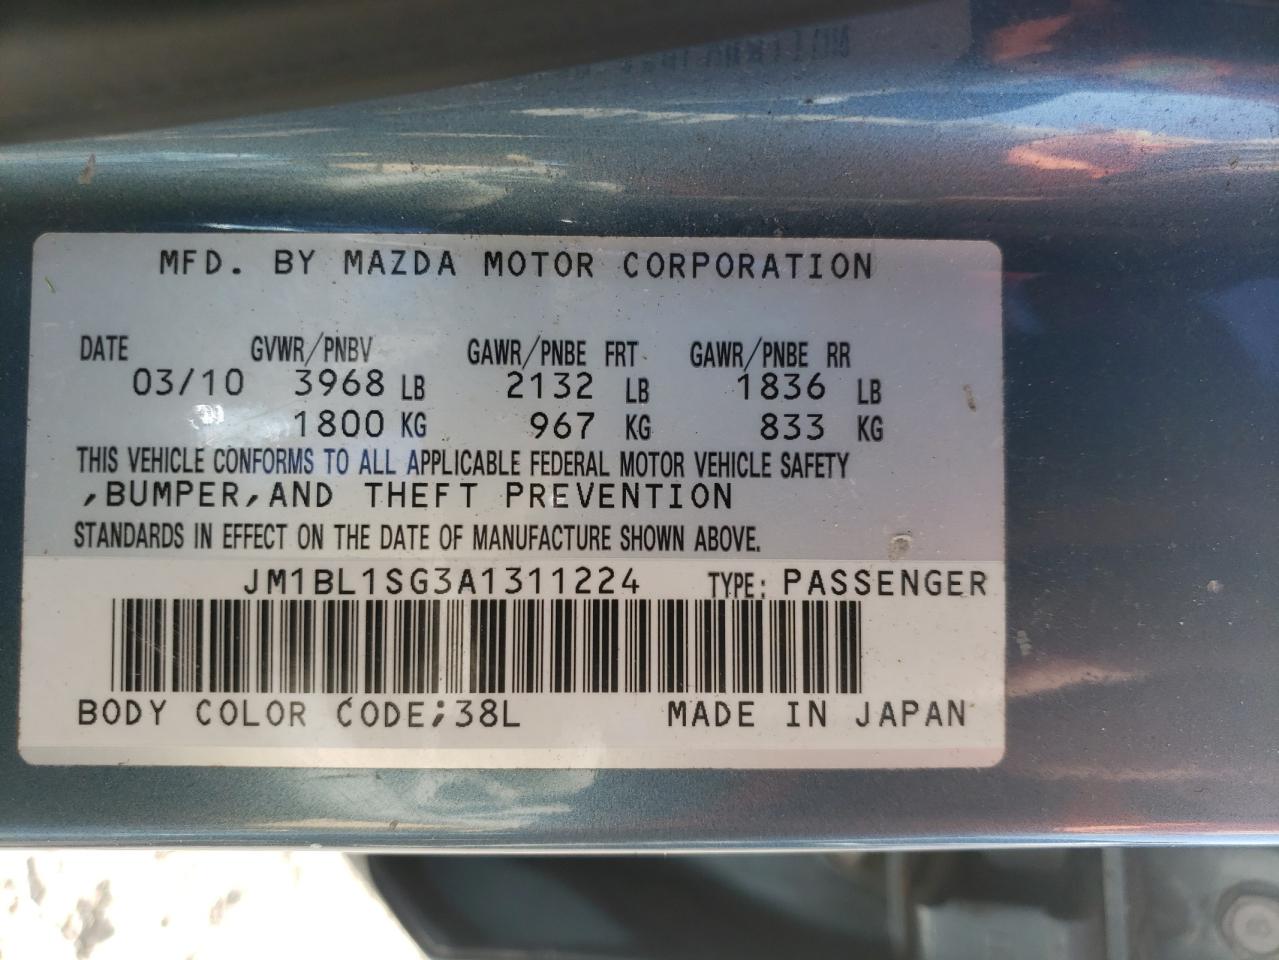 MFD. BY MAZDA MOTOR CORPORATION
DATE GVWR/PNBV GAWR/PNBE FRT GAWR/PNBE RR
03/10 3968 LB 2132 LB 1836 LB
1800 KG 967 KG 833 KG
THIS VEHICLE CONFORMS TO ALL APPLICABLE FEDERAL MOTOR VEHICLE SAFETY
,BUMPER,AND THEFT PREVENTION
STANDARDS IN EFFECT ON THE DATE OF MANUFACTURE SHOWN ABOVE.
JM1BL1SG3A1311224 TYPE: PASSENGER
BODY COLOR CODE;38L MADE IN JAPAN